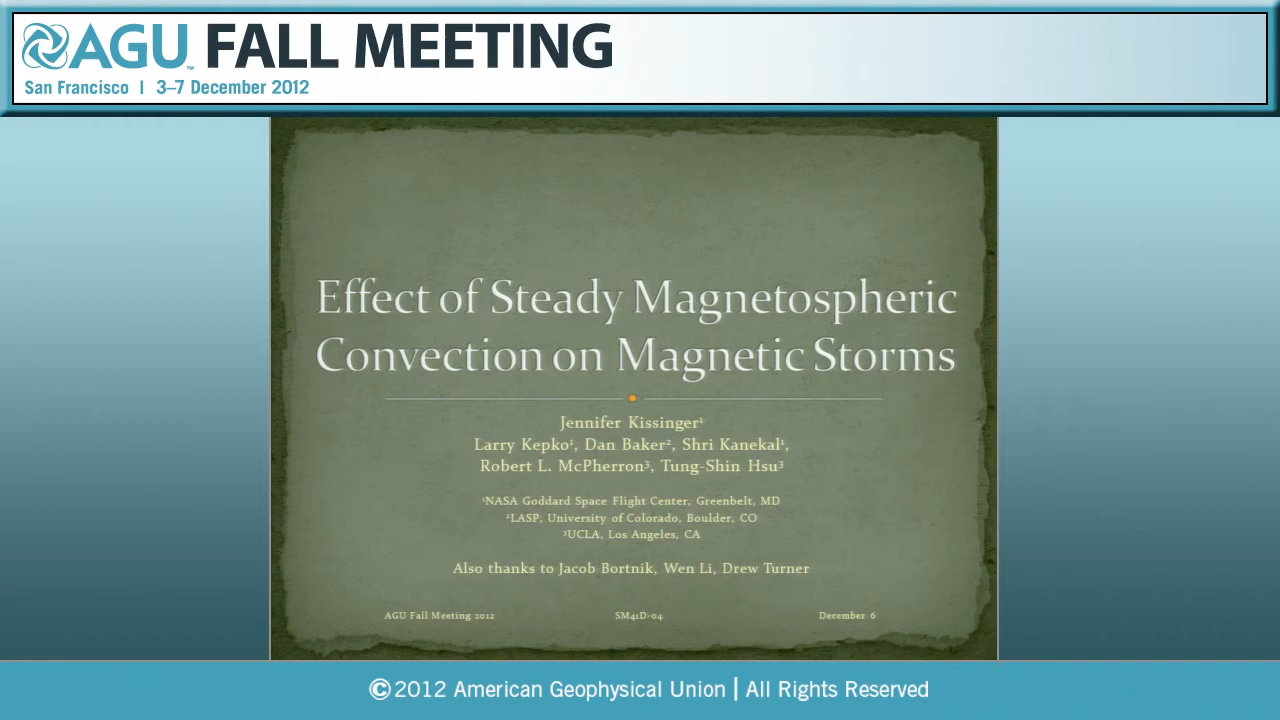 AGU™ FALL MEETING
San Francisco | 3–7 December 2012
Effect of Steady Magnetospheric
Convection on Magnetic Storms
Jennifer Kissinger¹
Larry Kepko¹, Dan Baker², Shri Kanekal¹,
Robert L. McPherron³, Tung-Shin Hsu³
¹NASA Goddard Space Flight Center, Greenbelt, MD
²LASP, University of Colorado, Boulder, CO
³UCLA, Los Angeles, CA
Also thanks to Jacob Bortnik, Wen Li, Drew Turner
AGU Fall Meeting 2012 SM41D-04 December 6
©2012 American Geophysical Union | All Rights Reserved